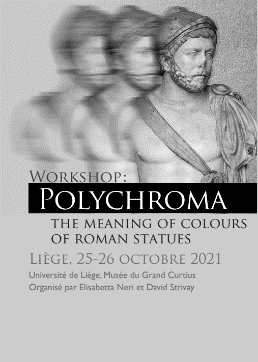 Workshop:
Polychroma
the meaning of colours
of roman statues
Liège, 25-26 octobre 2021
Université de Liège, Musée du Grand Curtius
Organisé par Elisabetta Neri et David Strivay